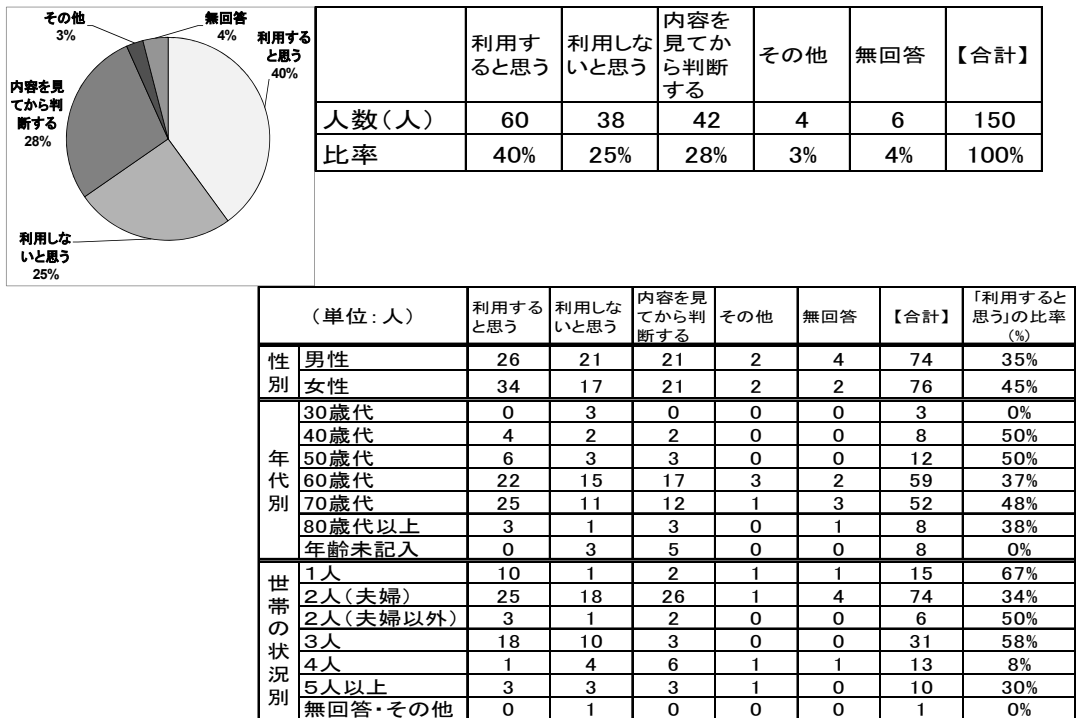 その他
3%
無回答
4%
利用する
と思う
40%
内容を見
てから判
断する
28%
利用しな
いと思う
25%
利用す
ると思う
利用しな
いと思う
内容を
見てか
ら判断
する
その他
無回答
【合計】
人数(人) 60 38 42 4 6 150
比率 40% 25% 28% 3% 4% 100%
(単位:人)
利用する
と思う
利用しな
いと思う
内容を見
てから判
断する
その他
無回答
【合計】
「利用すると
思う」の比率
(%)
性別
男性 26 21 21 2 4 74 35%
女性 34 17 21 2 2 76 45%
年代別
30歳代 0 3 0 0 0 3 0%
40歳代 4 2 2 0 0 8 50%
50歳代 6 3 3 0 0 12 50%
60歳代 22 15 17 3 2 59 37%
70歳代 25 11 12 1 3 52 48%
80歳代以上 3 1 3 0 1 8 38%
年齢未記入 0 3 5 0 0 8 0%
世帯の状況別
1人 10 1 2 1 1 15 67%
2人(夫婦) 25 18 26 1 4 74 34%
2人(夫婦以外) 3 1 2 0 0 6 50%
3人 18 10 3 0 0 31 58%
4人 1 4 6 1 1 13 8%
5人以上 3 3 3 1 0 10 30%
無回答・その他 0 1 0 0 0 1 0%